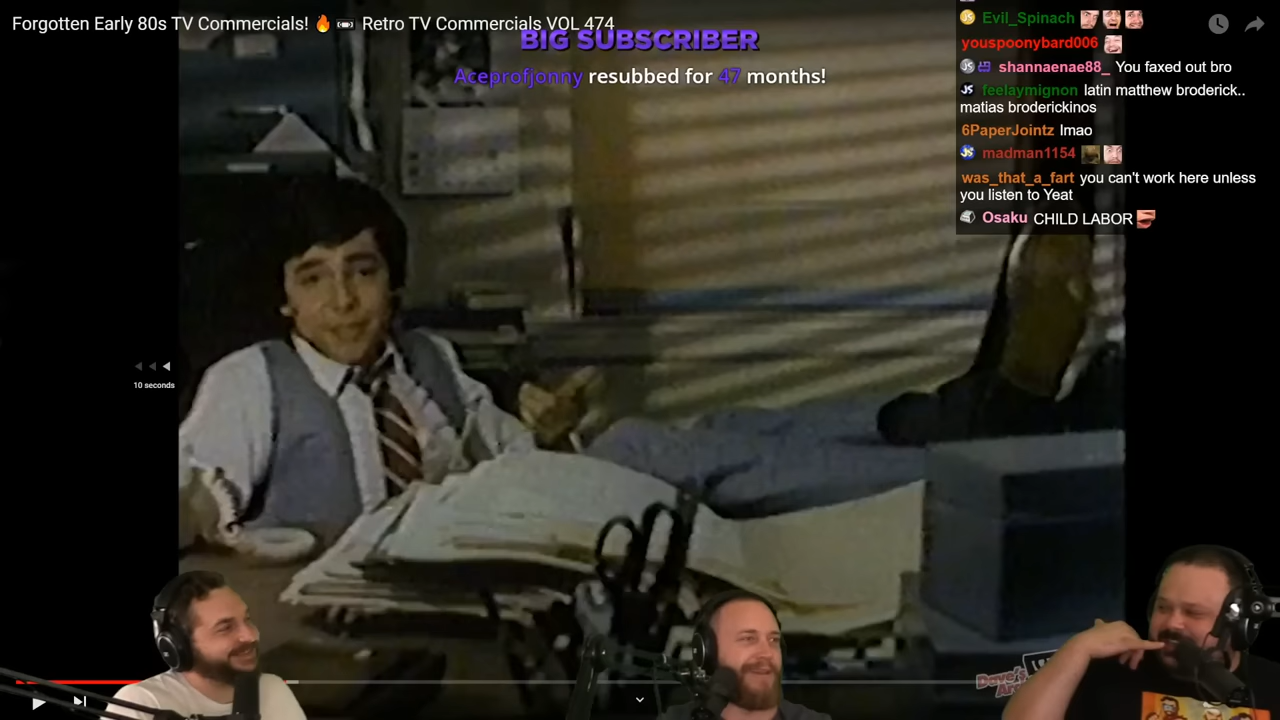 Forgotten Early 80s TV Commercials! 🔥 📼 Retro TV Commercials VOL 474
BIG SUBSCRIBER
Aceprofjonny resubbed for 47 months!
Evil_Spinach
youspoonybard006
shannaenae88_ You faxed out bro
feelaymignon latin matthew broderick..
matias broderickinos
6PaperJointz lmao
madman1154
was_that_a_fart you can't work here unless
you listen to Yeat
Osaku CHILD LABOR
10 seconds
Dave's